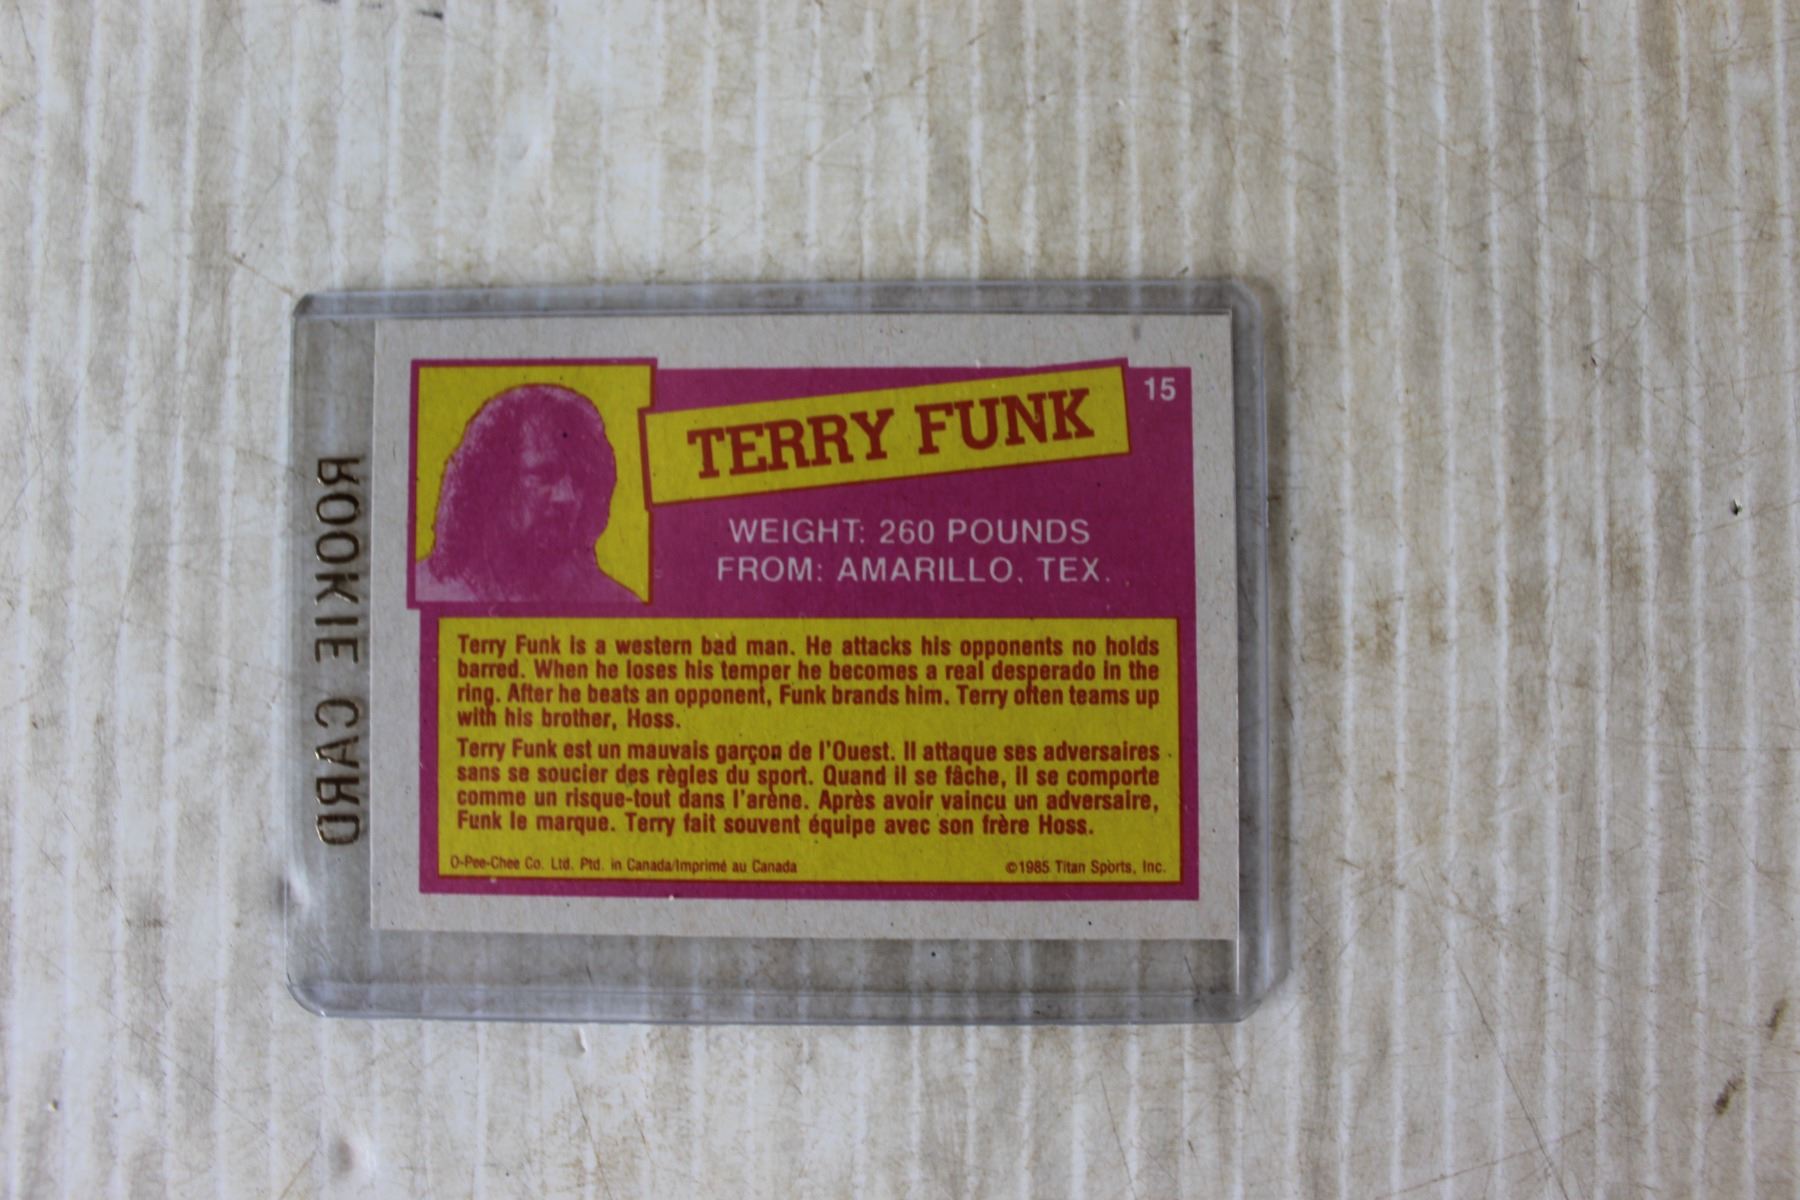 TERRY FUNK
15
WEIGHT: 260 POUNDS
FROM: AMARILLO, TEX.
Terry Funk is a western bad man. He attacks his opponents no holds
barred. When he loses his temper he becomes a real desperado in the
ring. After he beats an opponent, Funk brands him. Terry often teams up
with his brother, Hoss.
Terry Funk est un mauvais garçon de l'Ouest. Il attaque ses adversaires
sans se soucier des règles du sport. Quand il se fâche, il se comporte
comme un risque-tout dans l'arène. Après avoir vaincu un adversaire,
Funk le marque. Terry fait souvent équipe avec son frère Hoss.
O-Pee-Chee Co. Ltd. Ptd. in Canada/Imprimé au Canada
©1985 Titan Sports, Inc.
ROOKIE CARD